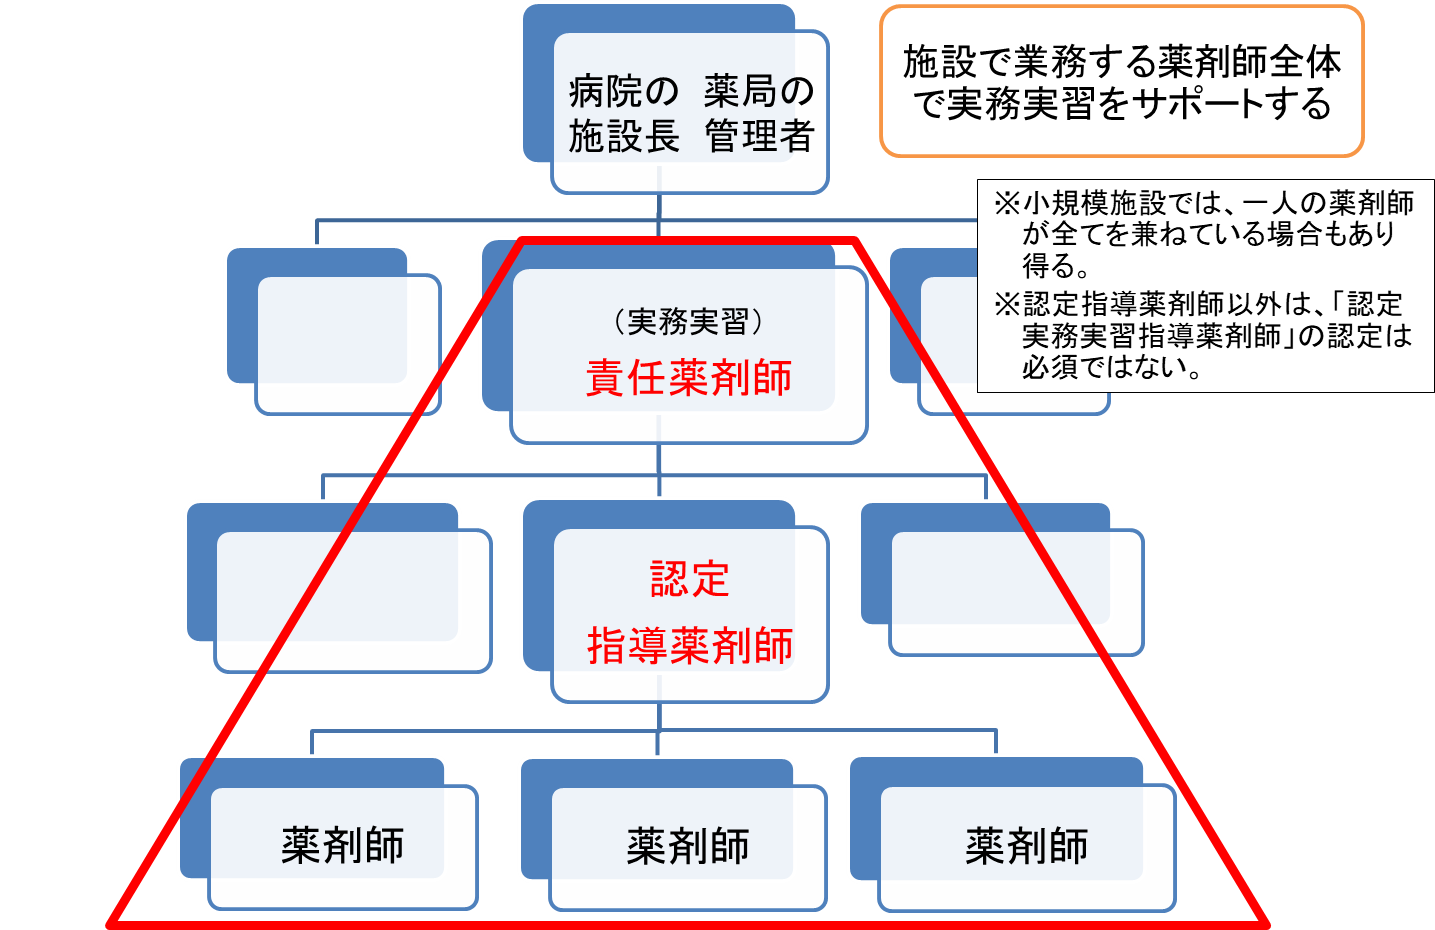 病院の 薬局の
施設長 管理者
施設で業務する薬剤師全体
で実務実習をサポートする
※小規模施設では、一人の薬剤師
が全てを兼ねている場合もあり
得る。
※認定指導薬剤師以外は、「認定
実務実習指導薬剤師」の認定は
必須ではない。
（実務実習）
責任薬剤師
認定
指導薬剤師
薬剤師
薬剤師
薬剤師